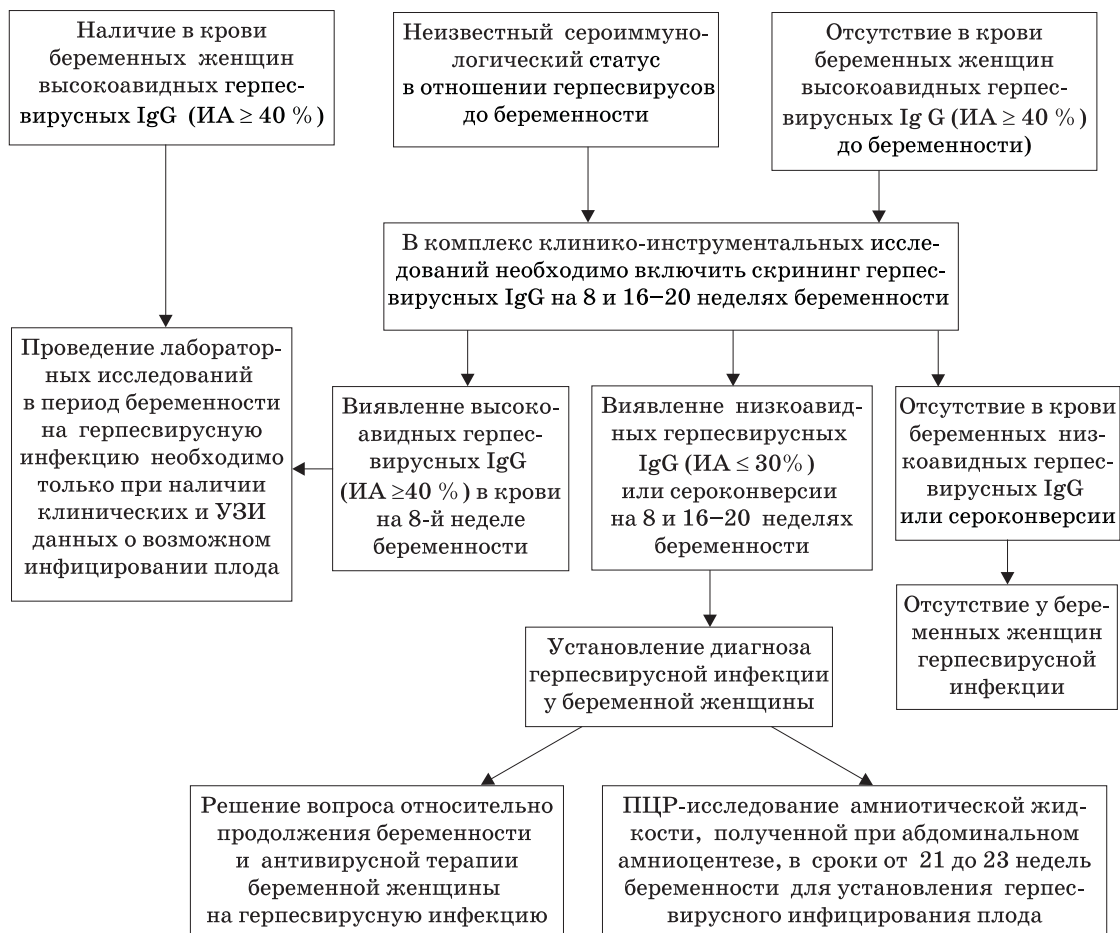 Наличие в крови
беременных женщин
высокоавидных герпес-
вирусных IgG (ИА ≥ 40 %)
Неизвестный сероиммуно-
логический статус
в отношении герпесвирусов
до беременности
Отсутствие в крови
беременных женщин
высокоавидных герпес-
вирусных Ig G (ИА ≥ 40 %)
до беременности)
В комплекс клинико-инструментальных иссле-
дований необходимо включить скрининг герпес-
вирусных IgG на 8 и 16–20 неделях беременности
Проведение лаборатор-
ных исследований
в период беременности
на герпесвирусную
инфекцию необходимо
только при наличии
клинических и УЗИ
данных о возможном
инфицировании плода
Виявленне высоко-
авидных герпес-
вирусных IgG
(ИА ≥40 %) в крови
на 8-й неделе
беременности
Виявленне низкоавид-
ных герпесвирусных
IgG (ИА ≤ 30%)
или сероконверсии
на 8 и 16–20 неделях
беременности
Отсутствие в крови
беременных низ-
коавидных герпес-
вирусных IgG
или сероконверсии
Отсутствие у бере-
менных женщин
герпесвирусной
инфекции
Установление диагноза
герпесвирусной инфекции
у беременной женщины
Решение вопроса относительно
продолжения беременности
и антивирусной терапии
беременной женщины
на герпесвирусную инфекцию
ПЦР-исследование амниотической жид-
кости, полученной при абдоминальном
амниоцентезе, в сроки от 21 до 23 недель
беременности для установления герпес-
вирусного инфицирования плода